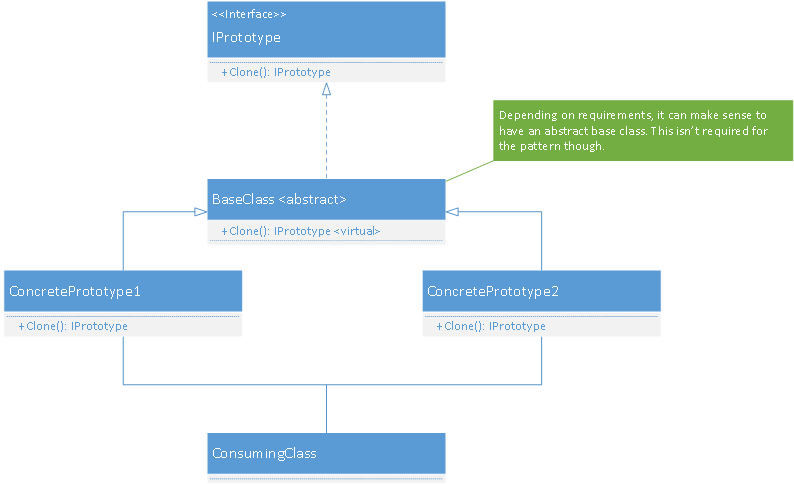 <<Interface>>
IPrototype
+Clone(): IPrototype
Depending on requirements, it can make sense to
have an abstract base class. This isn't required for
the pattern though.
BaseClass <abstract>
+Clone(): IPrototype <virtual>
ConcretePrototype1
+Clone(): IPrototype
ConcretePrototype2
+Clone(): IPrototype
ConsumingClass